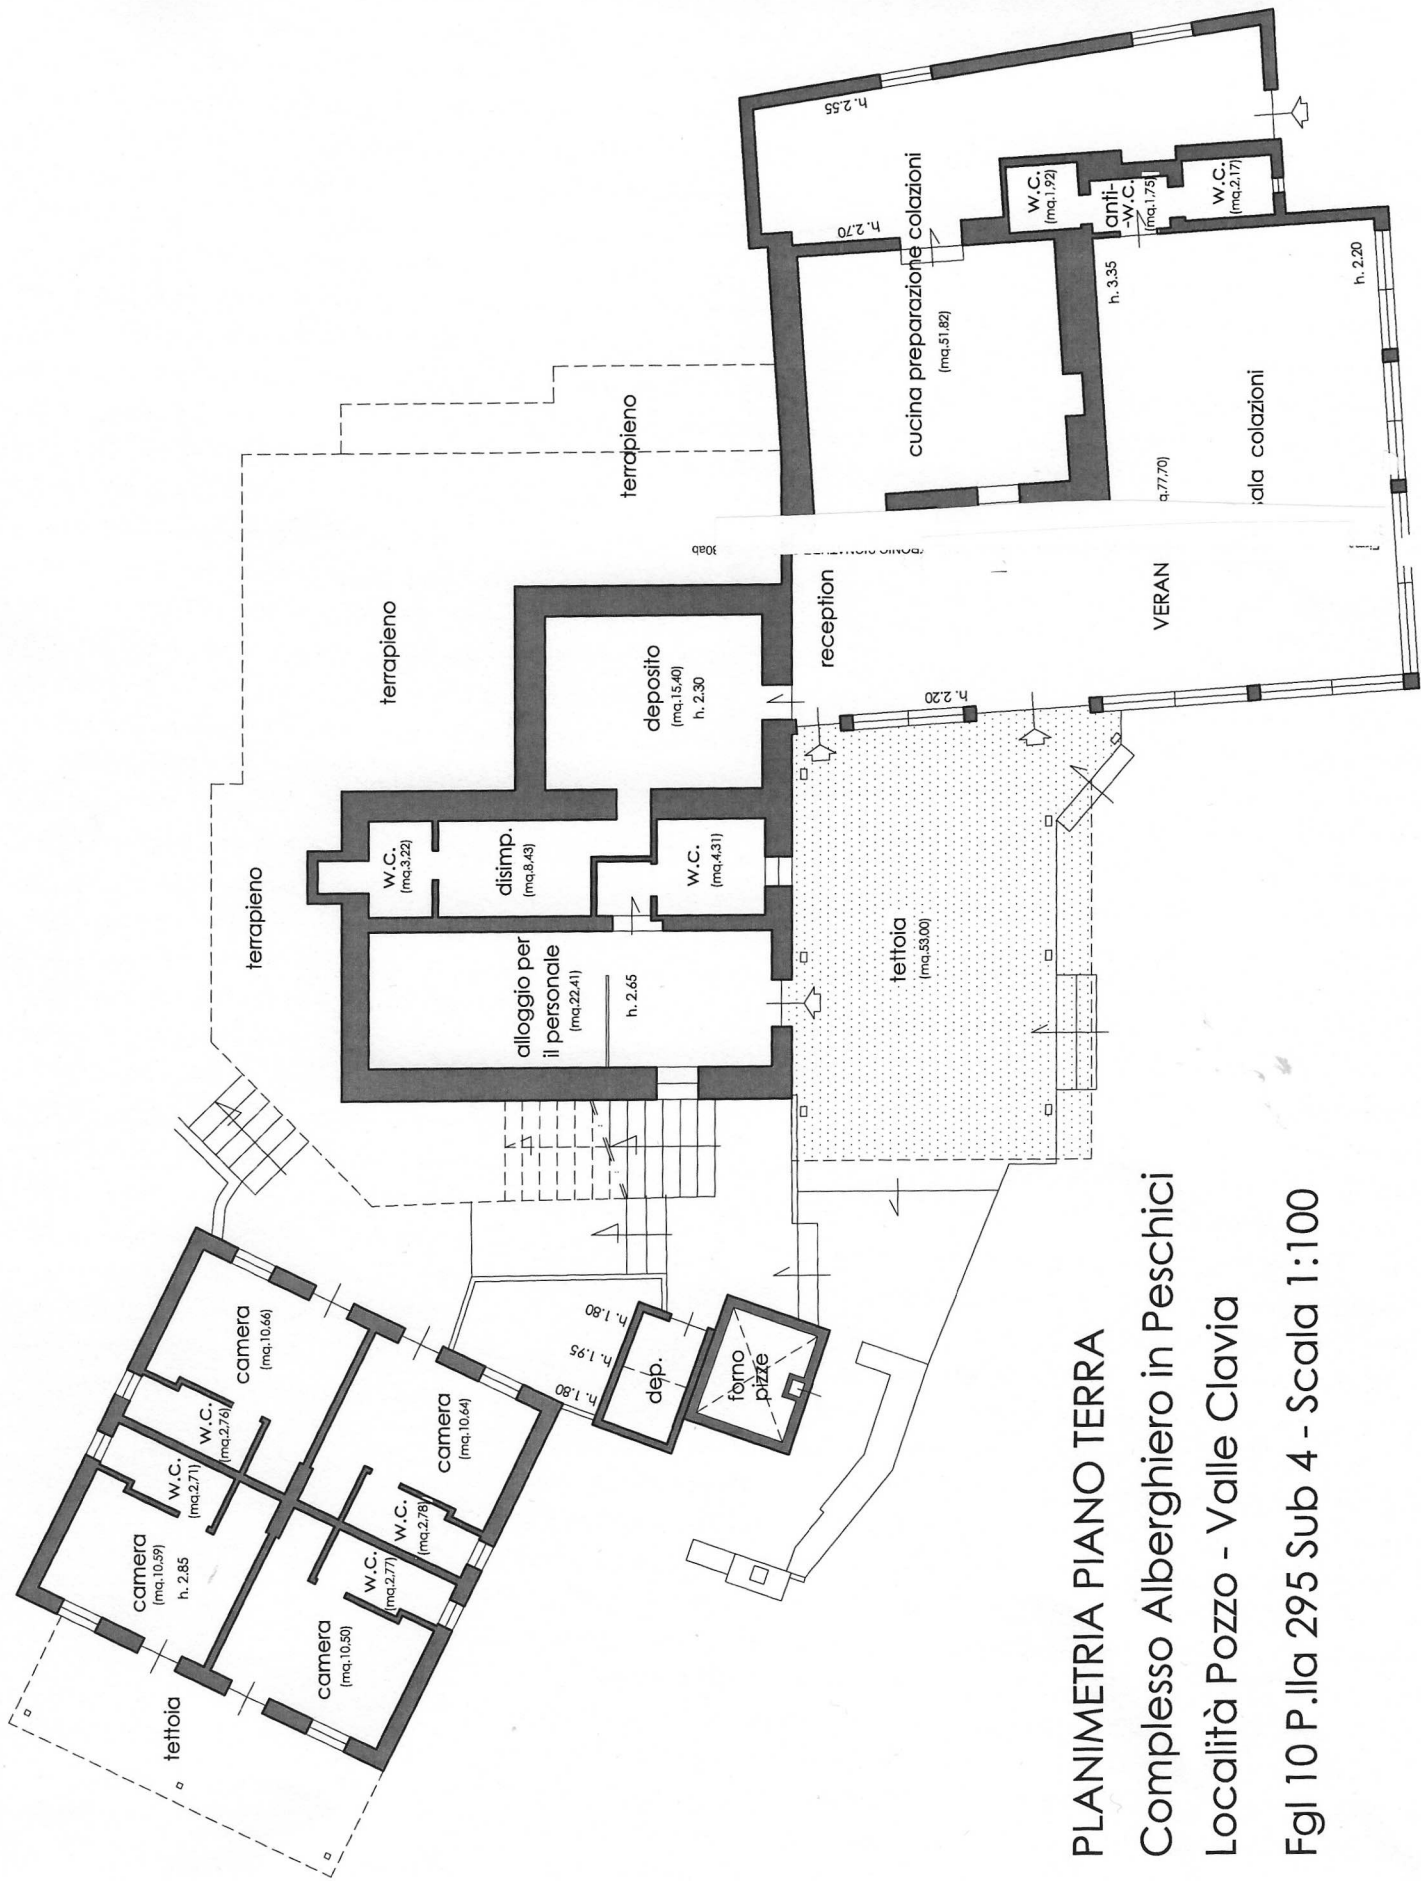 h. 2.55
h. 2.70
cucina preparazione colazioni
(mq.51,82)
w.c.
(mq.1,92)
anti-
-w.c.
(mq.1,75)
w.c.
(mq.2,17)
h. 3.35
h. 2.20
sala colazioni
q.77,70)
VERAN
reception
h. 2.20
30ab
terrapieno
terrapieno
terrapieno
deposito
(mq.15,40)
h. 2.30
w.c.
(mq.3,22)
disimp.
(mq.8,43)
w.c.
(mq.4,31)
alloggio per
il personale
(mq.22,41)
h. 2.65
tettoia
(mq.53,00)
camera
(mq.10,66)
w.c.
(mq.2,76)
w.c.
(mq.2,71)
camera
(mq.10,59)
h. 2.85
camera
(mq.10,64)
w.c.
(mq.2,78)
w.c.
(mq.2,77)
camera
(mq.10,50)
tettoia
h. 1.80
h. 1.95
h. 1.80
dep.
forno
pizze
PLANIMETRIA PIANO TERRA
Complesso Alberghiero in Peschici
Località Pozzo - Valle Clavia
Fgl 10 P.lla 295 Sub 4 - Scala 1:100